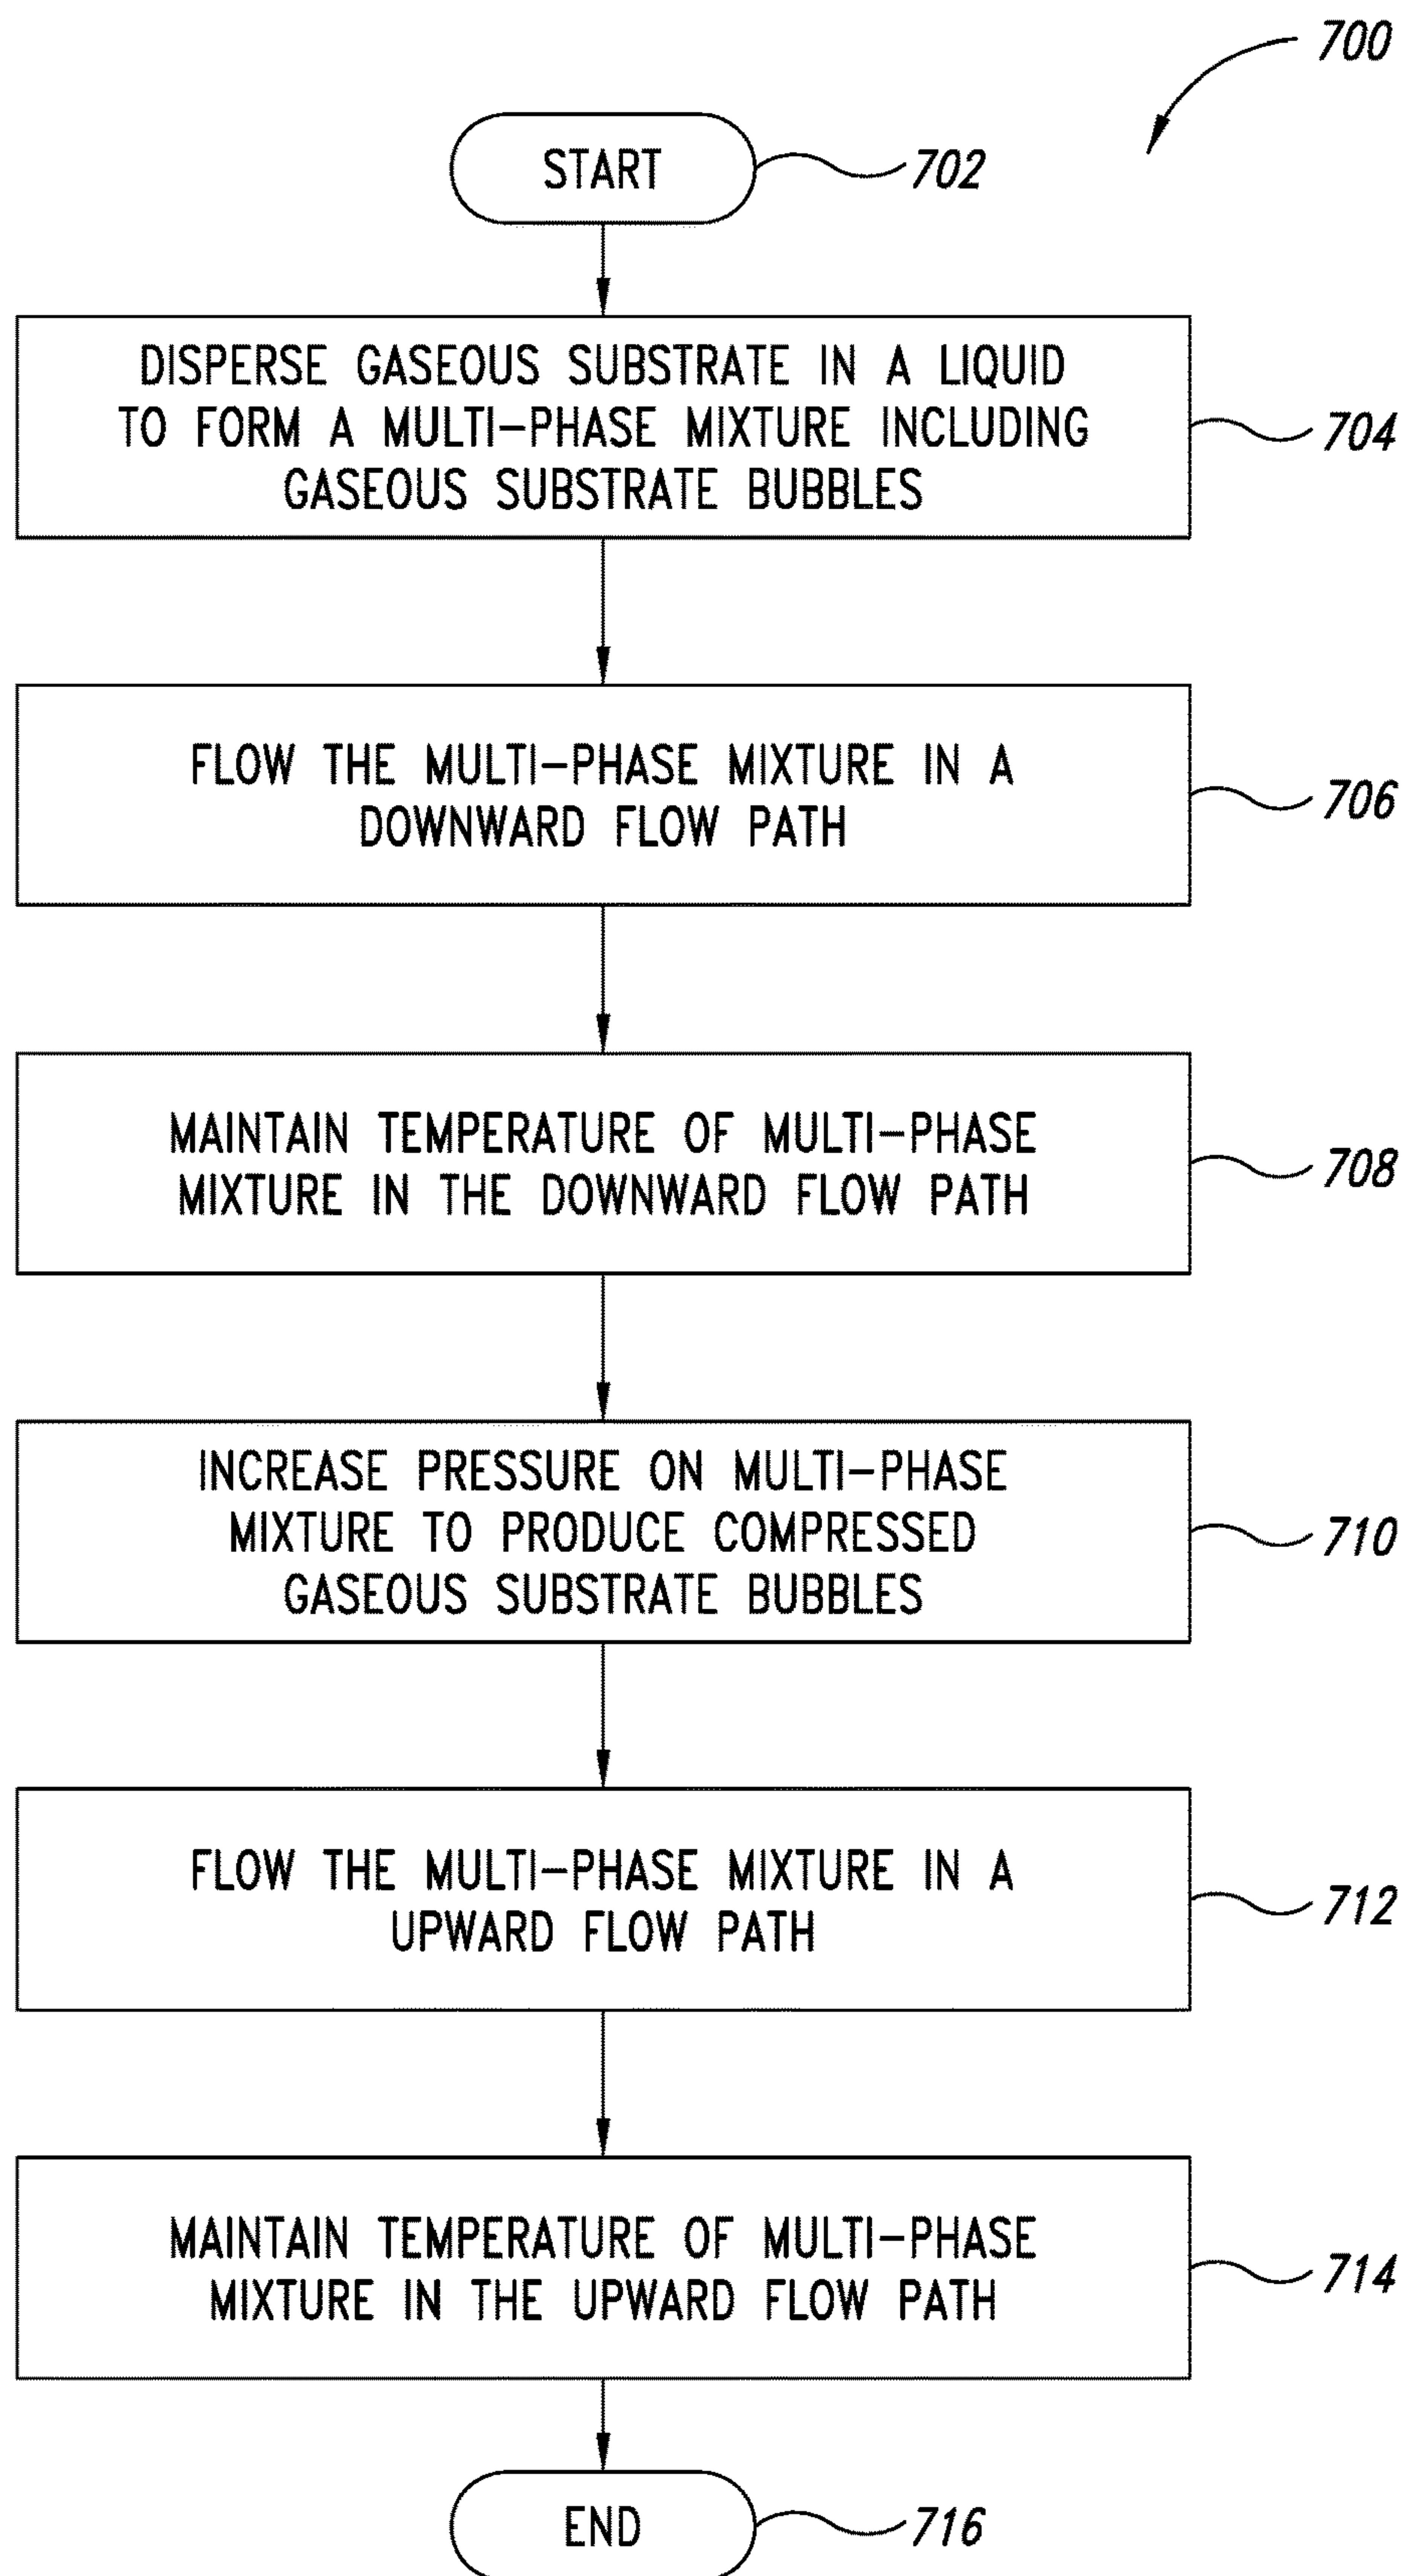 700
START
702
DISPERSE GASEOUS SUBSTRATE IN A LIQUID
TO FORM A MULTI-PHASE MIXTURE INCLUDING
GASEOUS SUBSTRATE BUBBLES
704
FLOW THE MULTI-PHASE MIXTURE IN A
DOWNWARD FLOW PATH
706
MAINTAIN TEMPERATURE OF MULTI-PHASE
MIXTURE IN THE DOWNWARD FLOW PATH
708
INCREASE PRESSURE ON MULTI-PHASE
MIXTURE TO PRODUCE COMPRESSED
GASEOUS SUBSTRATE BUBBLES
710
FLOW THE MULTI-PHASE MIXTURE IN A
UPWARD FLOW PATH
712
MAINTAIN TEMPERATURE OF MULTI-PHASE
MIXTURE IN THE UPWARD FLOW PATH
714
END
716